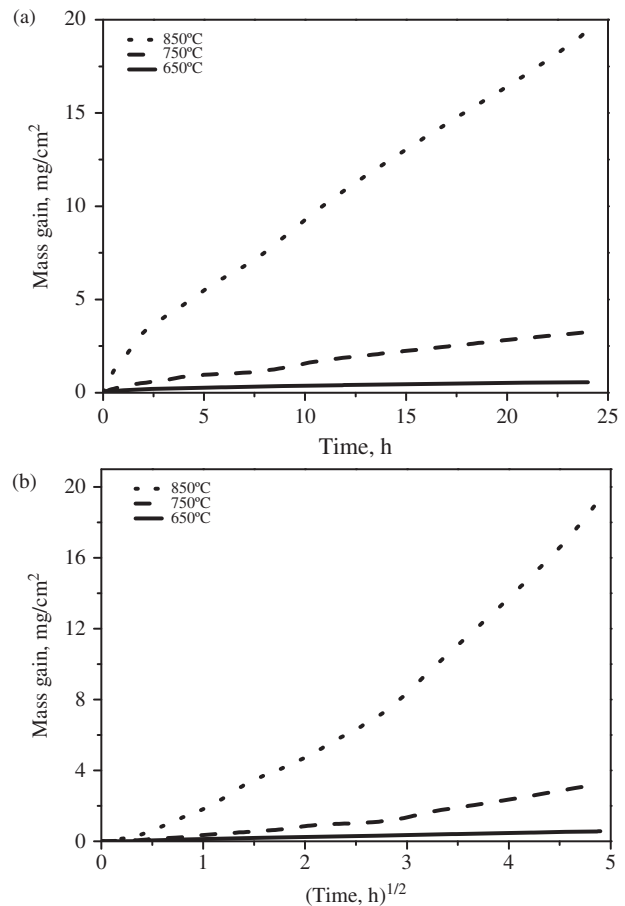 (a)
850ºC
750ºC
650ºC
20
15
10
5
0
Mass gain, mg/cm²
0 5 10 15 20 25
Time, h
(b)
850ºC
750ºC
650ºC
20
16
12
8
4
0
Mass gain, mg/cm²
0 1 2 3 4 5
(Time, h)^1/2